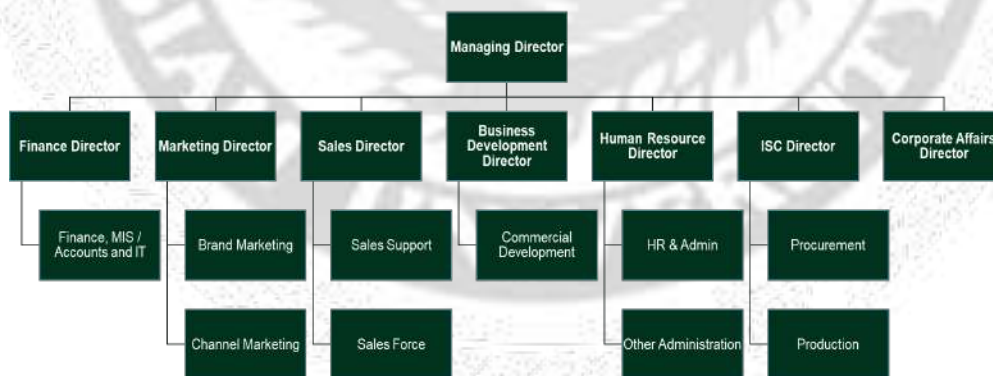 Managing Director
Finance Director
Marketing Director
Sales Director
Business
Development
Director
Human Resource
Director
ISC Director
Corporate Affairs
Director
Finance, MIS /
Accounts and IT
Brand Marketing
Sales Support
Commercial
Development
HR & Admin
Procurement
Channel Marketing
Sales Force
Other Administration
Production